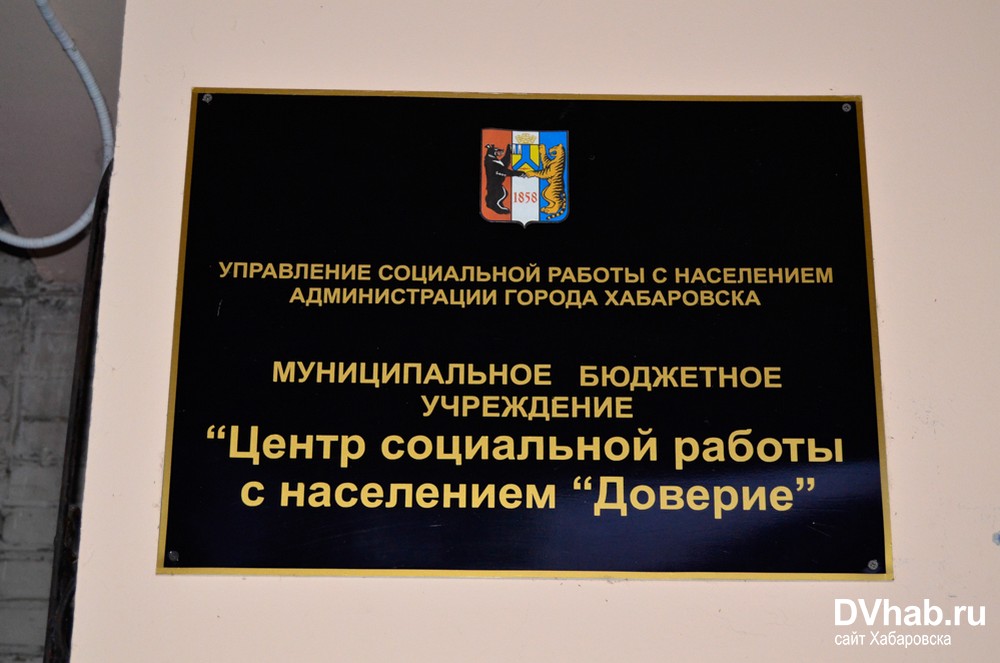 1858
УПРАВЛЕНИЕ СОЦИАЛЬНОЙ РАБОТЫ С НАСЕЛЕНИЕМ
АДМИНИСТРАЦИИ ГОРОДА ХАБАРОВСКА
МУНИЦИПАЛЬНОЕ БЮДЖЕТНОЕ
УЧРЕЖДЕНИЕ
“Центр социальной работы
с населением “Доверие”
DVhab.ru
сайт Хабаровска